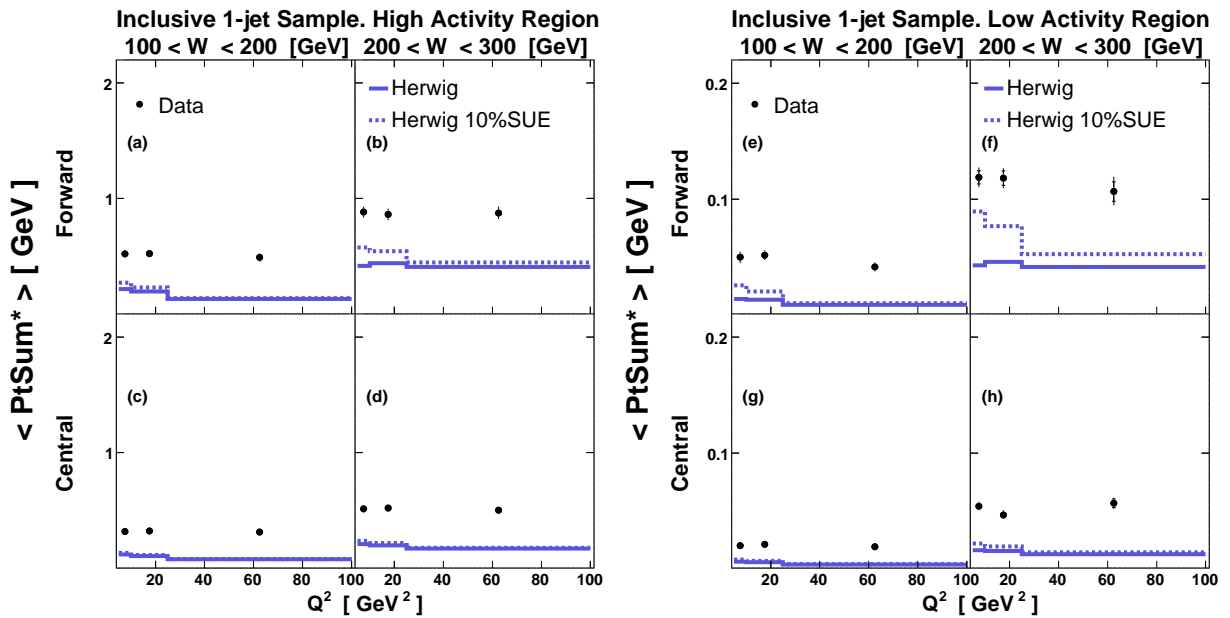 Inclusive 1-jet Sample. High Activity Region
100 < W < 200 [GeV] 200 < W < 300 [GeV]
< PtSum* > [ GeV ]
Forward
2
1
Data
(a)
Herwig
Herwig 10%SUE
(b)
Central
2
1
(c)
(d)
20 40 60 80 100 20 40 60 80 100
Q² [ GeV² ]
Inclusive 1-jet Sample. Low Activity Region
100 < W < 200 [GeV] 200 < W < 300 [GeV]
< PtSum* > [ GeV ]
Forward
0.2
0.1
Data
(e)
Herwig
Herwig 10%SUE
(f)
Central
0.2
0.1
(g)
(h)
20 40 60 80 100 20 40 60 80 100
Q² [ GeV² ]